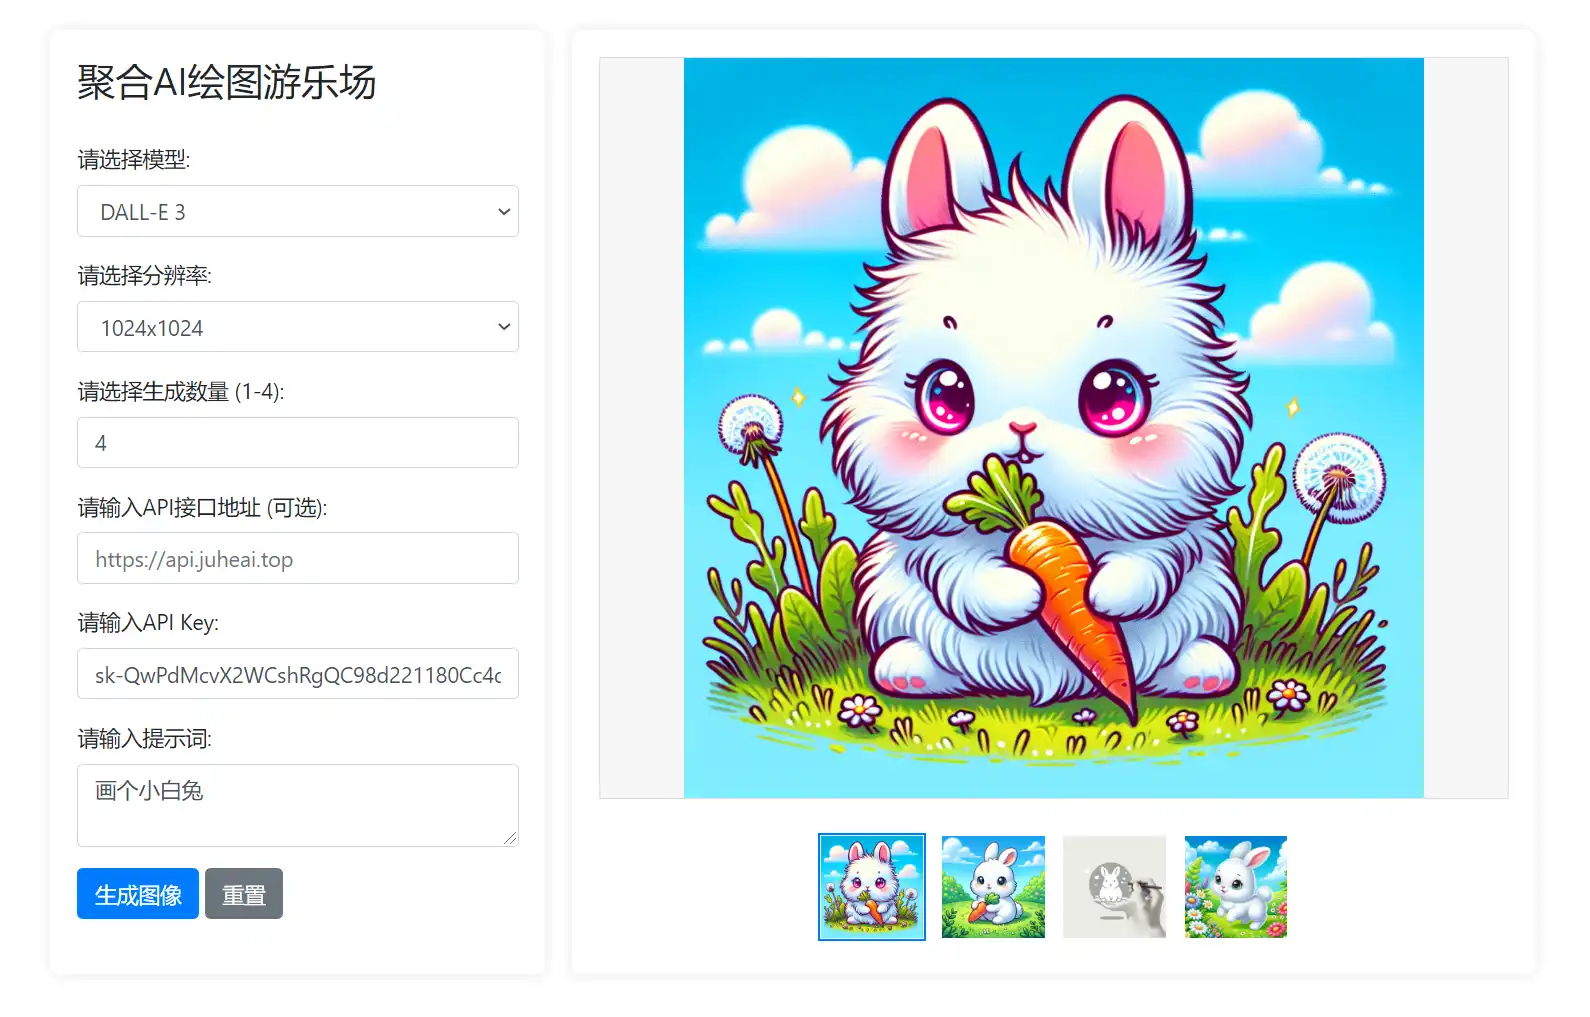 聚合AI绘图游乐场
请选择模型:
DALL-E 3
请选择分辨率:
1024x1024
请选择生成数量 (1-4):
4
请输入API接口地址 (可选):
https://api.juheai.top
请输入API Key:
sk-QwPdMcvX2WCshRgQC98d221180Cc4c
请输入提示词:
画个小白兔
生成图像 重置